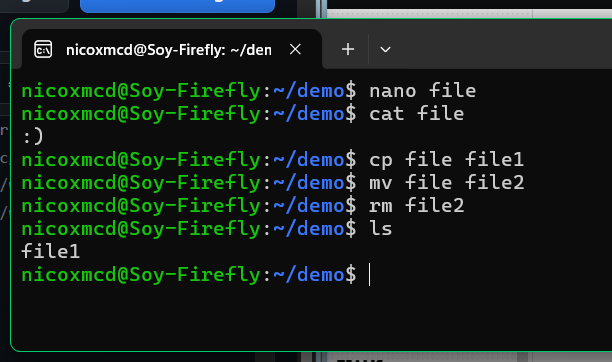 nicoxmcd@Soy-Firefly: ~/den
nicoxmcd@Soy-Firefly:~/demo$ nano file
nicoxmcd@Soy-Firefly:~/demo$ cat file
:)
nicoxmcd@Soy-Firefly:~/demo$ cp file file1
nicoxmcd@Soy-Firefly:~/demo$ mv file file2
nicoxmcd@Soy-Firefly:~/demo$ rm file2
nicoxmcd@Soy-Firefly:~/demo$ ls
file1
nicoxmcd@Soy-Firefly:~/demo$